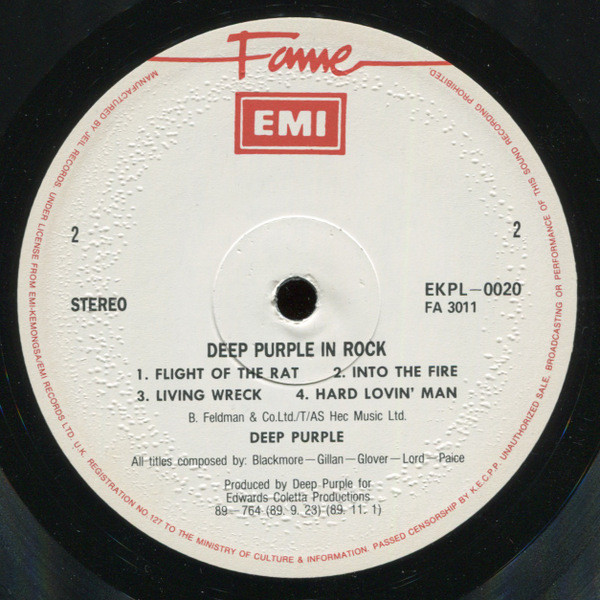 Fame
EMI
2
2
STEREO
EKPL–0020
FA 3011
DEEP PURPLE IN ROCK
1. FLIGHT OF THE RAT 2. INTO THE FIRE
3. LIVING WRECK 4. HARD LOVIN' MAN
B. Feldman & Co.Ltd./T/AS Hec Music Ltd.
DEEP PURPLE
All titles composed by: Blackmore–Gillan–Glover–Lord–Paice
Produced by Deep Purple for
Edwards Coletta Productions
89–764 (89. 9. 23) (89. 11. 1)
MANUFACTURED BY JEIL RECORDS, UNDER LICENSE FROM EMI-KEMONGSA/EMI RECORDS LTD. U.K. REGISTRATION NO.127 TO THE MINISTRY OF CULTURE & INFORMATION. PASSED CENSORSHIP BY K.E.C.P.P. UNAUTHORIZED SALE, BROADCASTING OR PERFORMANCE OF THIS SOUND RECORDING PROHIBITED